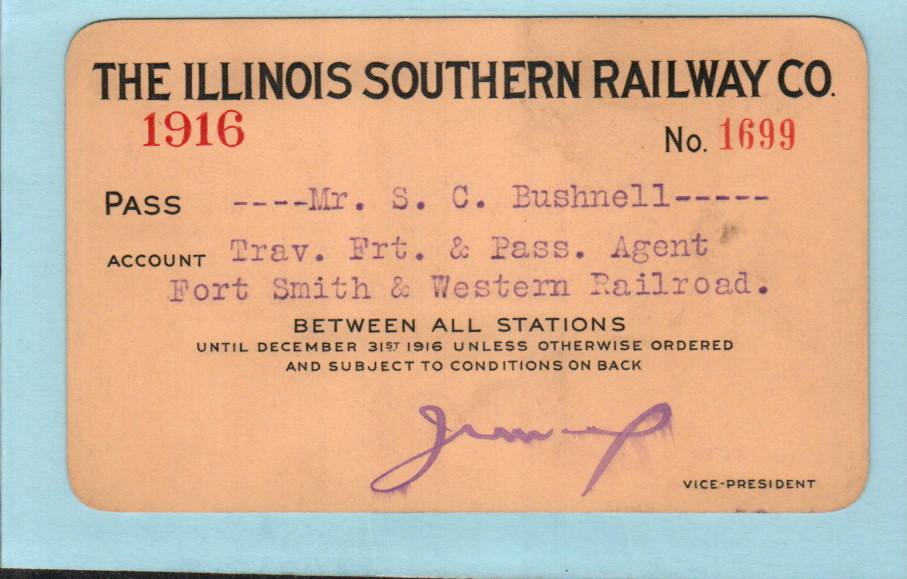 THE ILLINOIS SOUTHERN RAILWAY CO.
1916
No. 1699
PASS ----Mr. S. C. Bushnell-----
ACCOUNT Trav. Frt. & Pass. Agent
Fort Smith & Western Railroad.
BETWEEN ALL STATIONS
UNTIL DECEMBER 31ST 1916 UNLESS OTHERWISE ORDERED
AND SUBJECT TO CONDITIONS ON BACK
VICE-PRESIDENT